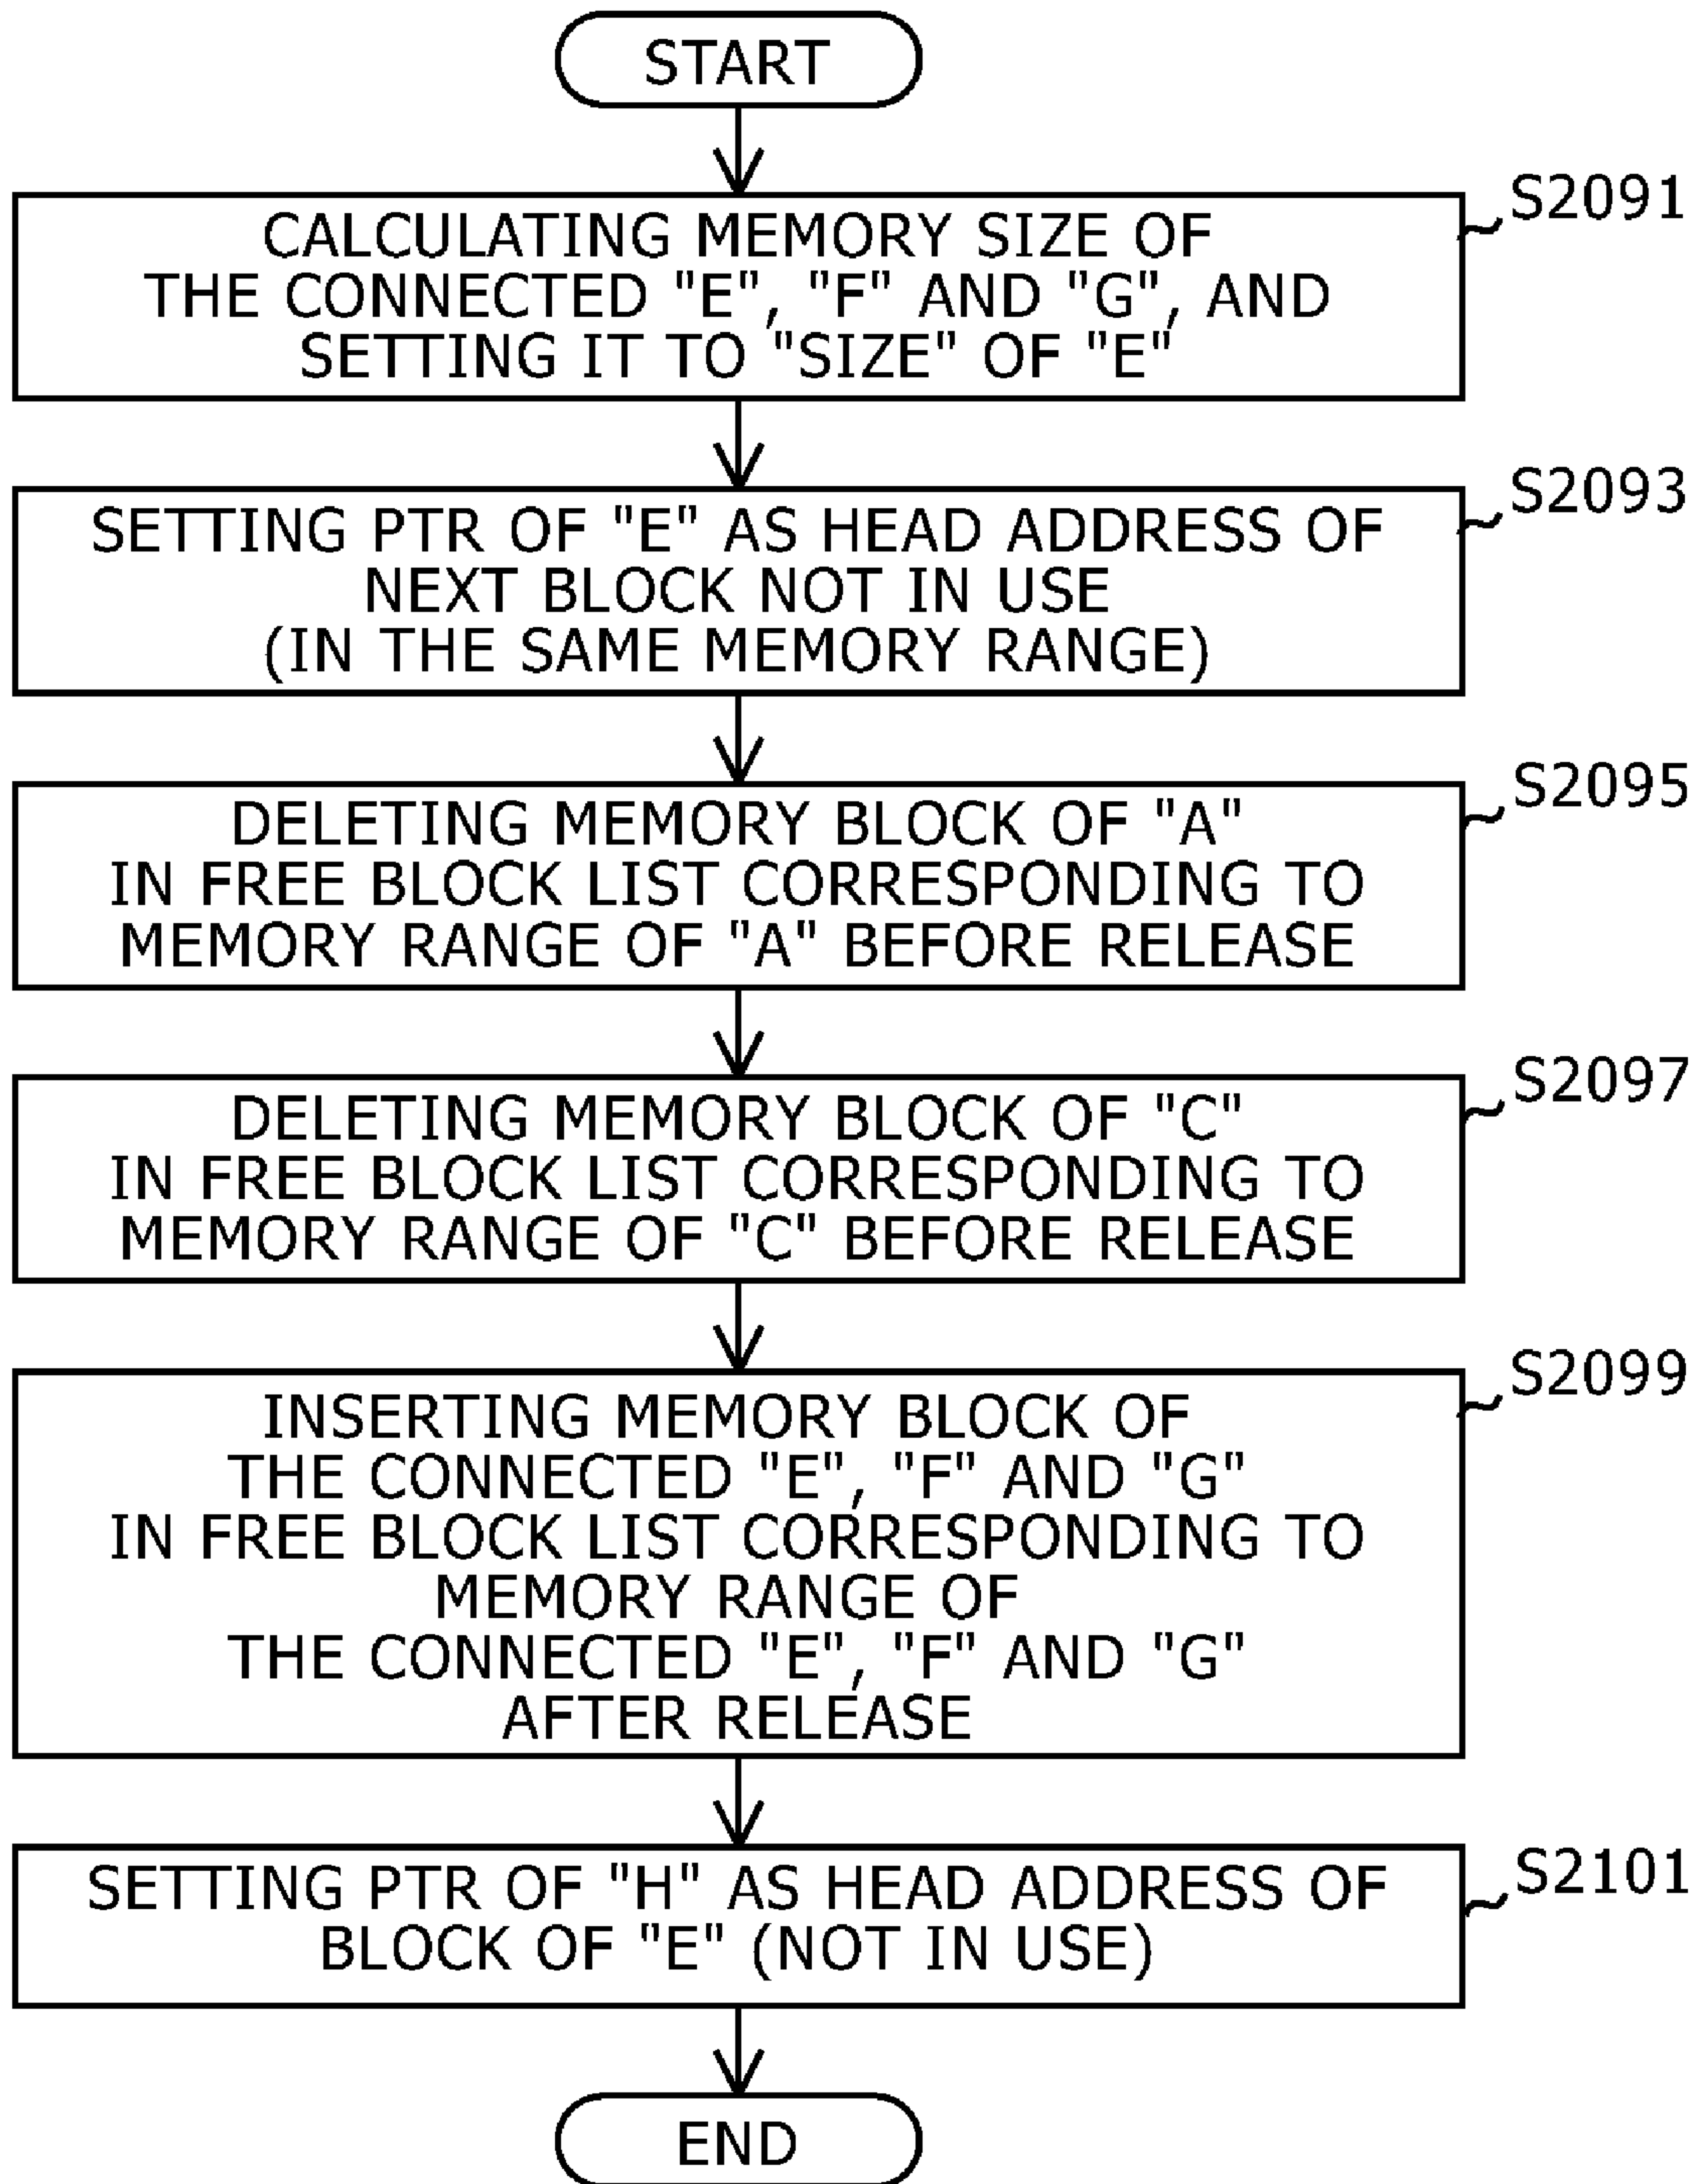 START
S2091
CALCULATING MEMORY SIZE OF
THE CONNECTED "E", "F" AND "G", AND
SETTING IT TO "SIZE" OF "E"
S2093
SETTING PTR OF "E" AS HEAD ADDRESS OF
NEXT BLOCK NOT IN USE
(IN THE SAME MEMORY RANGE)
S2095
DELETING MEMORY BLOCK OF "A"
IN FREE BLOCK LIST CORRESPONDING TO
MEMORY RANGE OF "A" BEFORE RELEASE
S2097
DELETING MEMORY BLOCK OF "C"
IN FREE BLOCK LIST CORRESPONDING TO
MEMORY RANGE OF "C" BEFORE RELEASE
S2099
INSERTING MEMORY BLOCK OF
THE CONNECTED "E", "F" AND "G"
IN FREE BLOCK LIST CORRESPONDING TO
MEMORY RANGE OF
THE CONNECTED "E", "F" AND "G"
AFTER RELEASE
S2101
SETTING PTR OF "H" AS HEAD ADDRESS OF
BLOCK OF "E" (NOT IN USE)
END